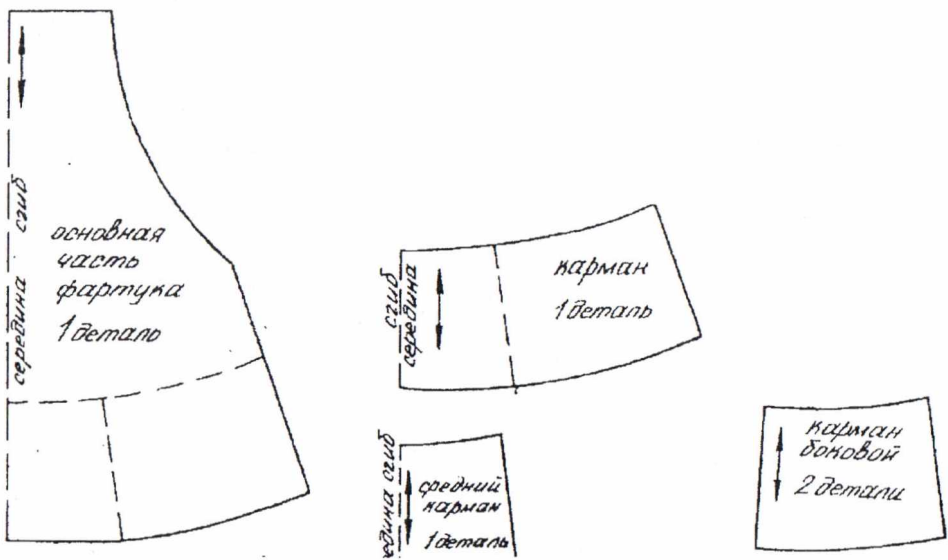 середина сгиб
основная
часть
фартука
1 деталь
сгиб
середина
карман
1 деталь
едина сгиб
средний
карман
1 деталь
карман
боковой
2 детали